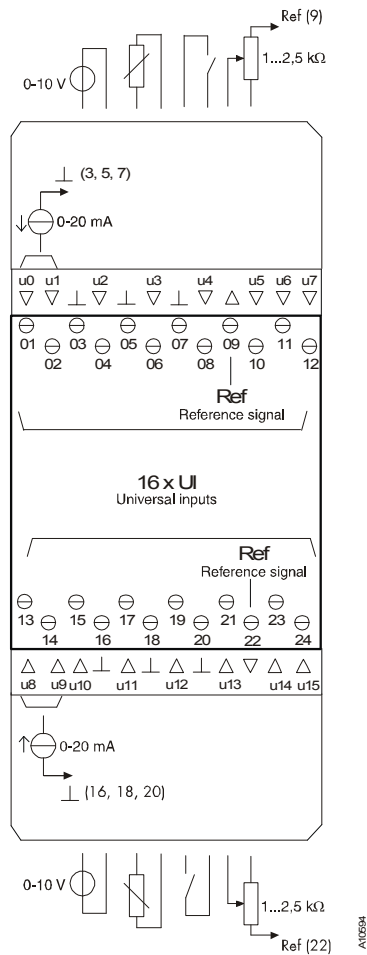 Ref (9)
0-10 V
1...2,5 kΩ
(3, 5, 7)
0-20 mA
u0 u1 u2 u3 u4 u5 u6 u7
01 03 05 07 09 11
02 04 06 08 10 12
Ref
Reference signal
16 x UI
Universal inputs
Ref
Reference signal
13 15 17 19 21 23
14 16 18 20 22 24
u8 u9 u10 u11 u12 u13 u14 u15
0-20 mA
(16, 18, 20)
0-10 V
1...2,5 kΩ
Ref (22)
A10594